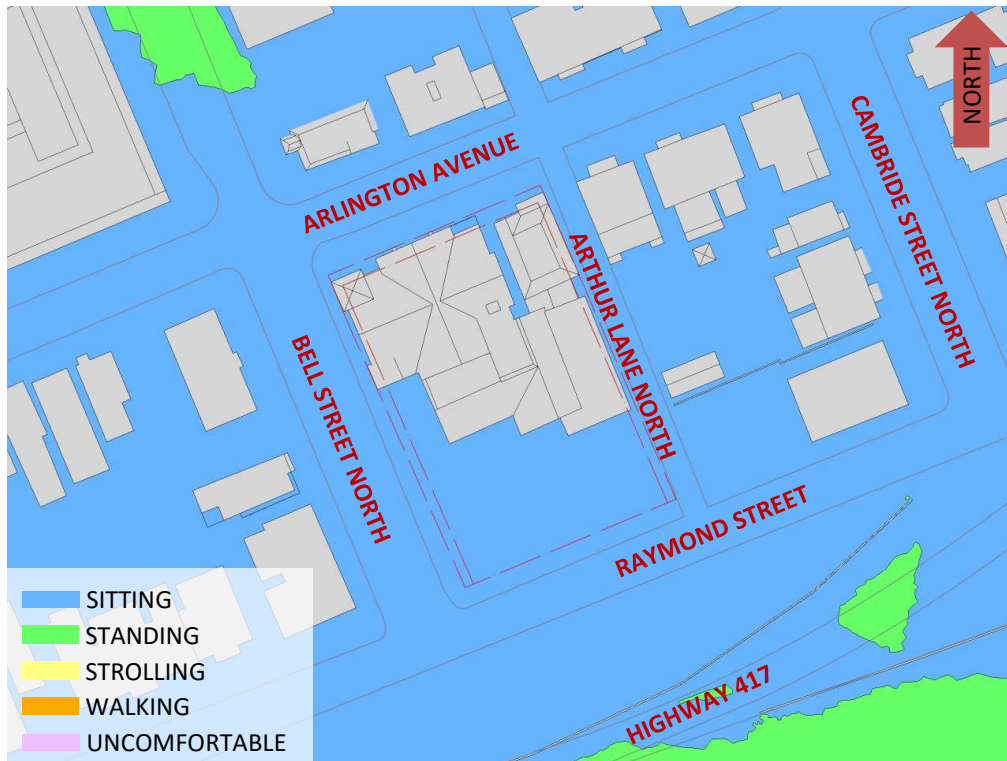 NORTH
ARLINGTON AVENUE
CAMBRIDE STREET NORTH
ARTHUR LANE NORTH
BELL STREET NORTH
RAYMOND STREET
HIGHWAY 417
SITTING
STANDING
STROLLING
WALKING
UNCOMFORTABLE